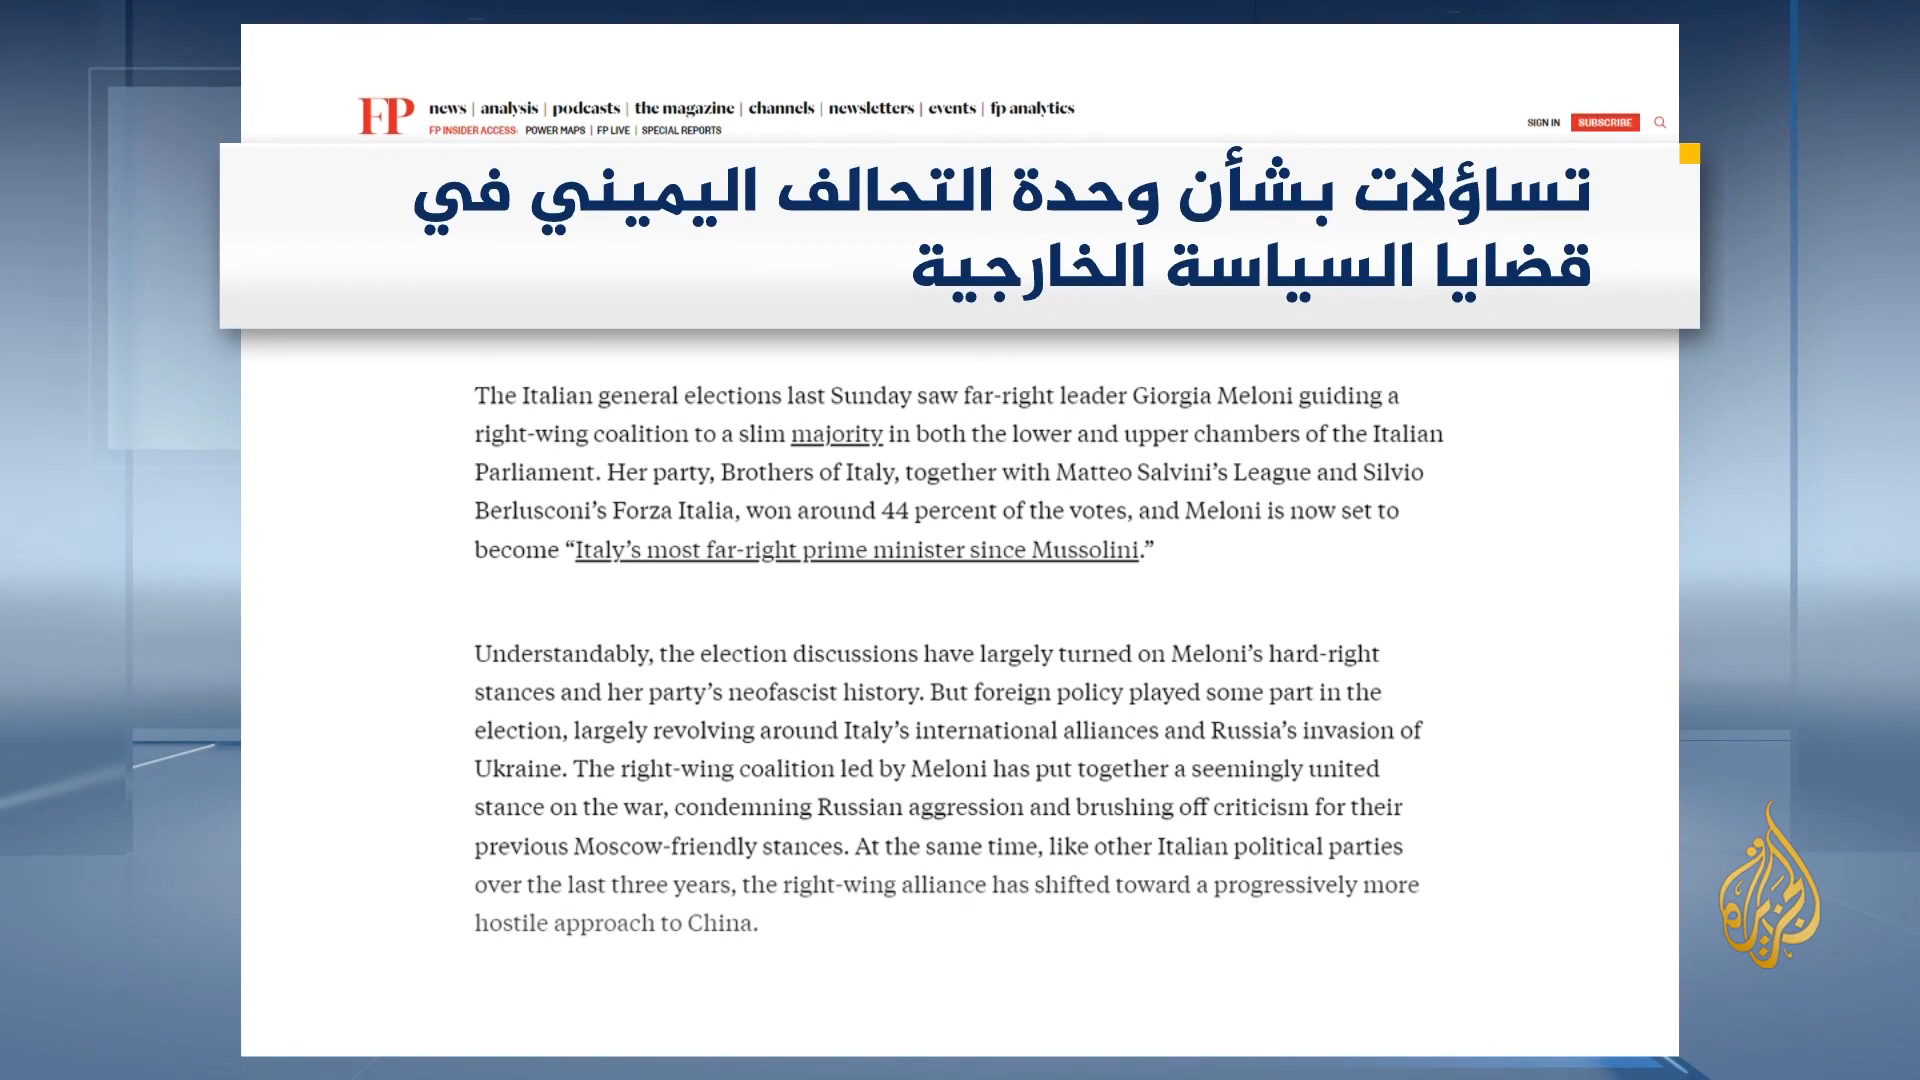 FP news | analysis | podcasts | the magazine | channels | newsletters | events | fp analytics
FP INSIDER ACCESS: POWER MAPS | FP LIVE | SPECIAL REPORTS
SIGN IN SUBSCRIBE
تساؤلات بشأن وحدة التحالف اليميني في
قضايا السياسة الخارجية
The Italian general elections last Sunday saw far-right leader Giorgia Meloni guiding a
right-wing coalition to a slim majority in both the lower and upper chambers of the Italian
Parliament. Her party, Brothers of Italy, together with Matteo Salvini’s League and Silvio
Berlusconi’s Forza Italia, won around 44 percent of the votes, and Meloni is now set to
become “Italy’s most far-right prime minister since Mussolini.”
Understandably, the election discussions have largely turned on Meloni’s hard-right
stances and her party’s neofascist history. But foreign policy played some part in the
election, largely revolving around Italy’s international alliances and Russia’s invasion of
Ukraine. The right-wing coalition led by Meloni has put together a seemingly united
stance on the war, condemning Russian aggression and brushing off criticism for their
previous Moscow-friendly stances. At the same time, like other Italian political parties
over the last three years, the right-wing alliance has shifted toward a progressively more
hostile approach to China.
الجزيرة